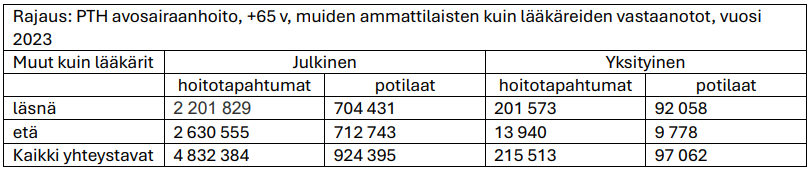 Rajaus: PTH avosairaanhoito, +65 v, muiden ammattilaisten kuin lääkäreiden vastaanotot, vuosi
2023
Muut kuin lääkärit Julkinen Yksityinen
hoitotapahtumat potilaat hoitotapahtumat potilaat
läsnä 2 201 829 704 431 201 573 92 058
etä 2 630 555 712 743 13 940 9 778
Kaikki yhteystavat 4 832 384 924 395 215 513 97 062